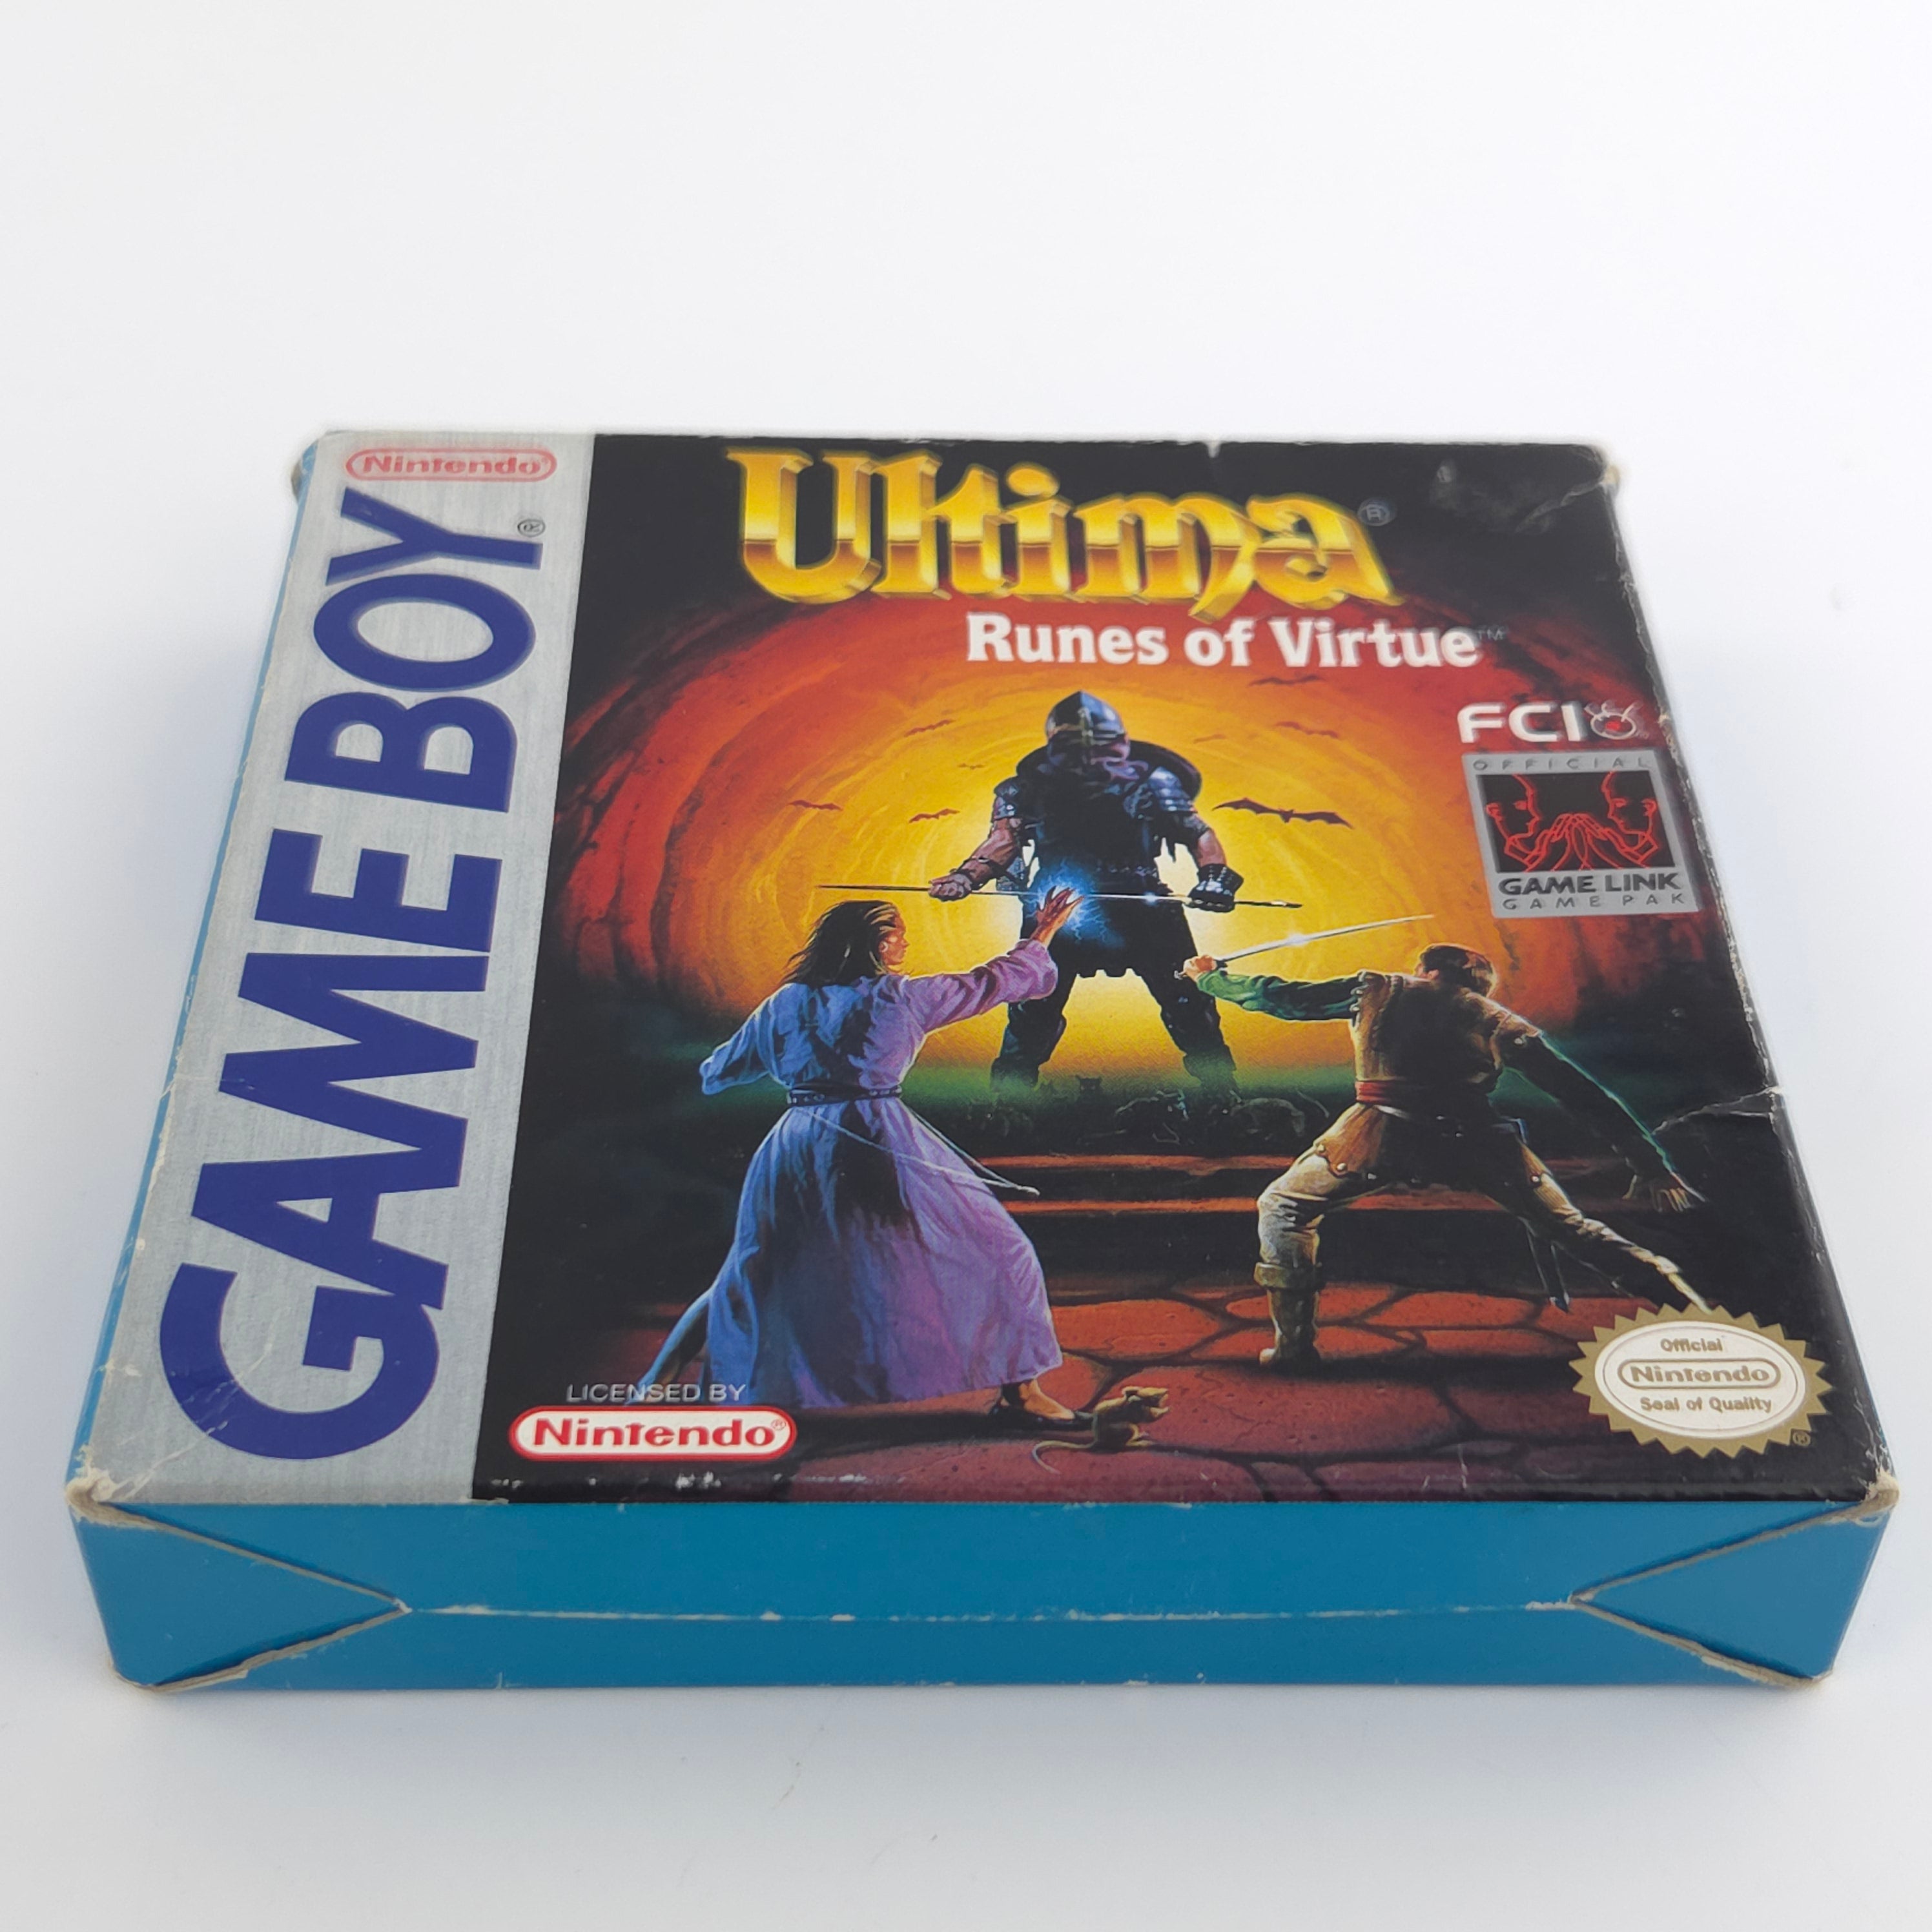 Nintendo®
GAME BOY®
Ultima®
Runes of Virtue™
FCI
OFFICIAL
GAME LINK
GAME PAK
LICENSED BY
Nintendo®
Official
Nintendo
Seal of Quality
®